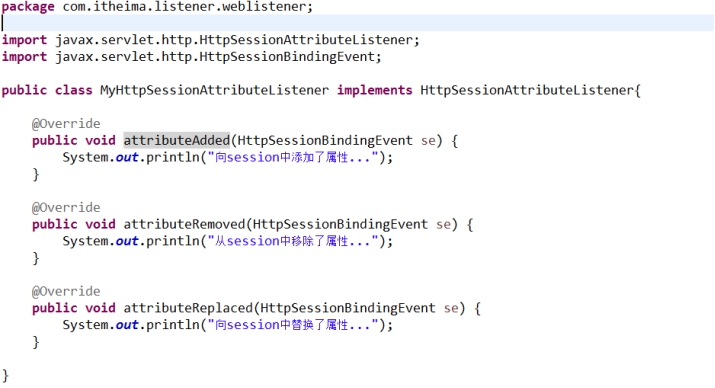 package com.itheima.listener.weblistener;
import javax.servlet.http.HttpSessionAttributeListener;
import javax.servlet.http.HttpSessionBindingEvent;
public class MyHttpSessionAttributeListener implements HttpSessionAttributeListener{
@Override
public void attributeAdded(HttpSessionBindingEvent se) {
System.out.println("向session中添加了属性...");
}
@Override
public void attributeRemoved(HttpSessionBindingEvent se) {
System.out.println("从session中移除了属性...");
}
@Override
public void attributeReplaced(HttpSessionBindingEvent se) {
System.out.println("向session中替换了属性...");
}
}